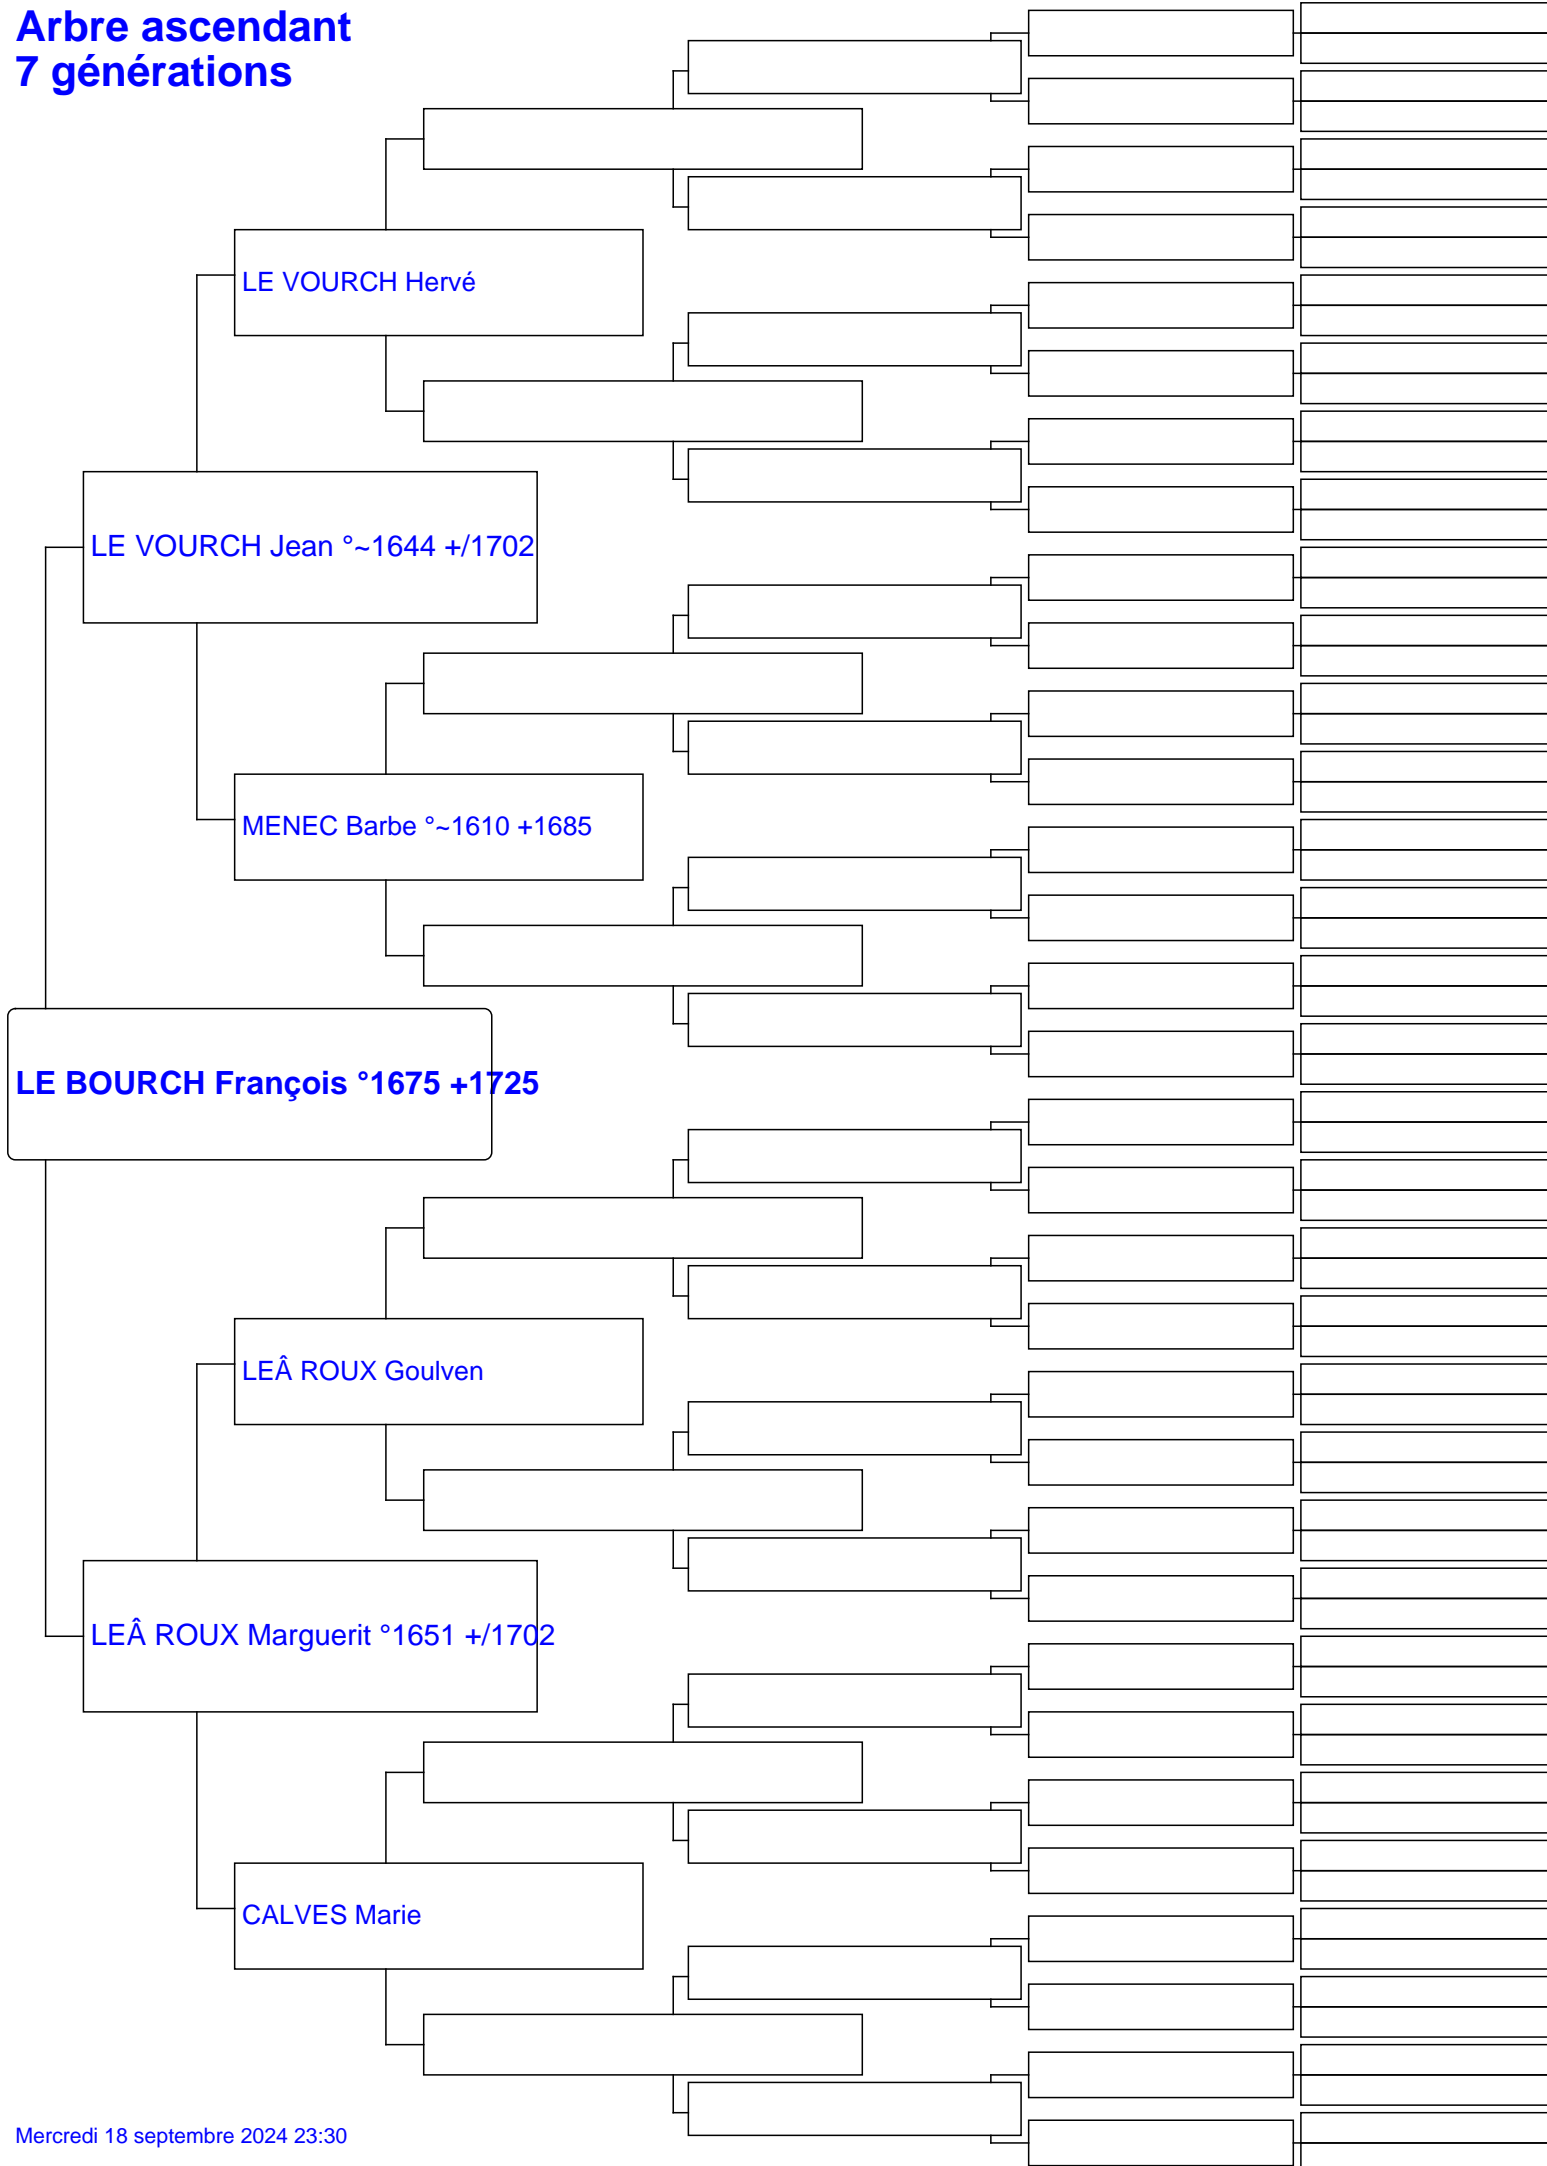 Arbre ascendant
7 générations
LE VOURCH Hervé
LE VOURCH Jean °~1644 +/1702
MENEC Barbe °~1610 +1685
LE BOURCH François °1675 +1725
LEÂ ROUX Goulven
LEÂ ROUX Marguerit °1651 +/1702
CALVES Marie
Mercredi 18 septembre 2024 23:30